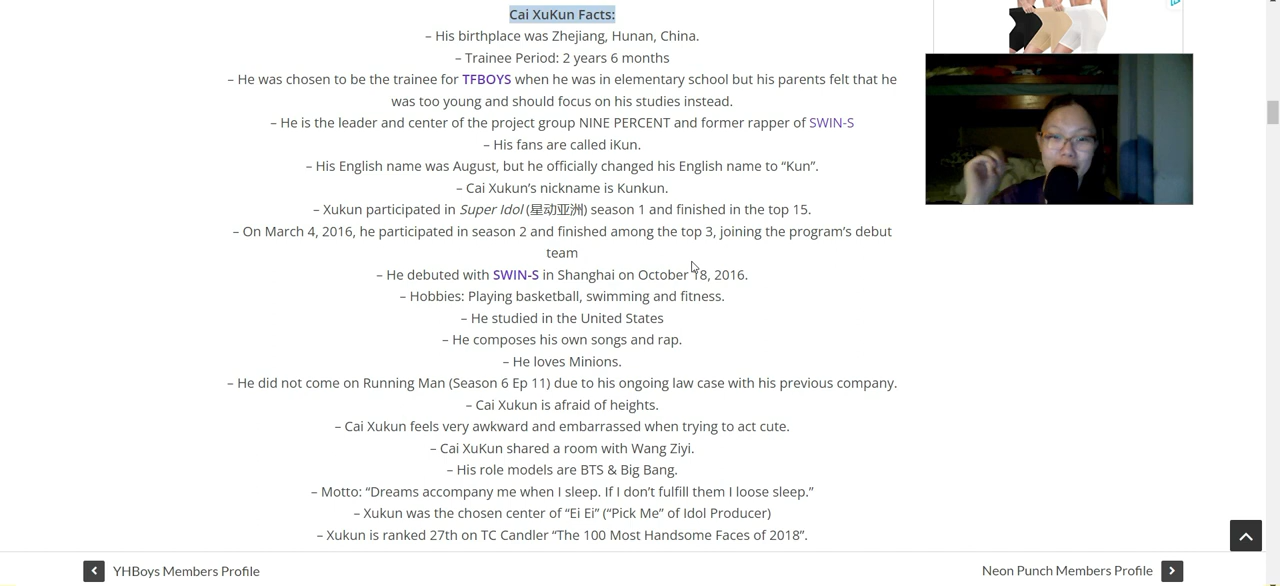 Cai XuKun Facts:
– His birthplace was Zhejiang, Hunan, China.
– Trainee Period: 2 years 6 months
– He was chosen to be the trainee for TFBOYS when he was in elementary school but his parents felt that he
was too young and should focus on his studies instead.
– He is the leader and center of the project group NINE PERCENT and former rapper of SWIN-S
– His fans are called iKun.
– His English name was August, but he officially changed his English name to “Kun”.
– Cai Xukun’s nickname is Kunkun.
– Xukun participated in Super Idol (星动亚洲) season 1 and finished in the top 15.
– On March 4, 2016, he participated in season 2 and finished among the top 3, joining the program’s debut
team
– He debuted with SWIN-S in Shanghai on October 18, 2016.
– Hobbies: Playing basketball, swimming and fitness.
– He studied in the United States
– He composes his own songs and rap.
– He loves Minions.
– He did not come on Running Man (Season 6 Ep 11) due to his ongoing law case with his previous company.
– Cai Xukun is afraid of heights.
– Cai Xukun feels very awkward and embarrassed when trying to act cute.
– Cai XuKun shared a room with Wang Ziyi.
– His role models are BTS & Big Bang.
– Motto: “Dreams accompany me when I sleep. If I don’t fulfill them I loose sleep.”
– Xukun was the chosen center of “Ei Ei” (“Pick Me” of Idol Producer)
– Xukun is ranked 27th on TC Candler “The 100 Most Handsome Faces of 2018”.
YHBoys Members Profile
Neon Punch Members Profile